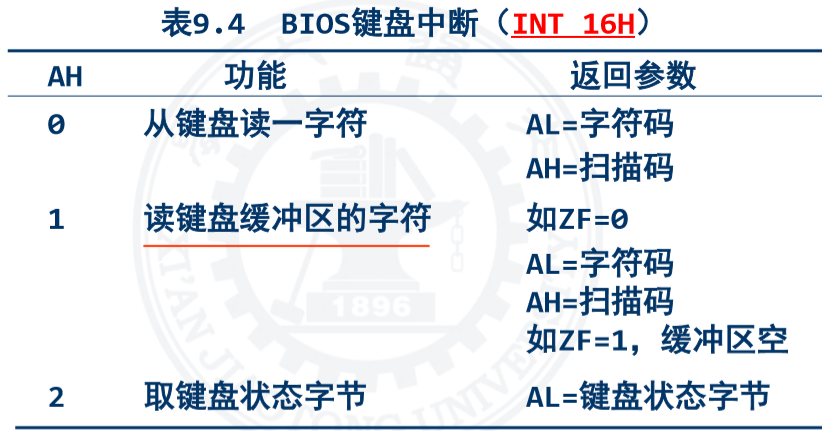 表9.4 BIOS键盘中断（INT 16H）
AH 功能 返回参数
0 从键盘读一字符 AL=字符码
AH=扫描码
1 读键盘缓冲区的字符 如ZF=0
AL=字符码
AH=扫描码
如ZF=1，缓冲区空
2 取键盘状态字节 AL=键盘状态字节
1896